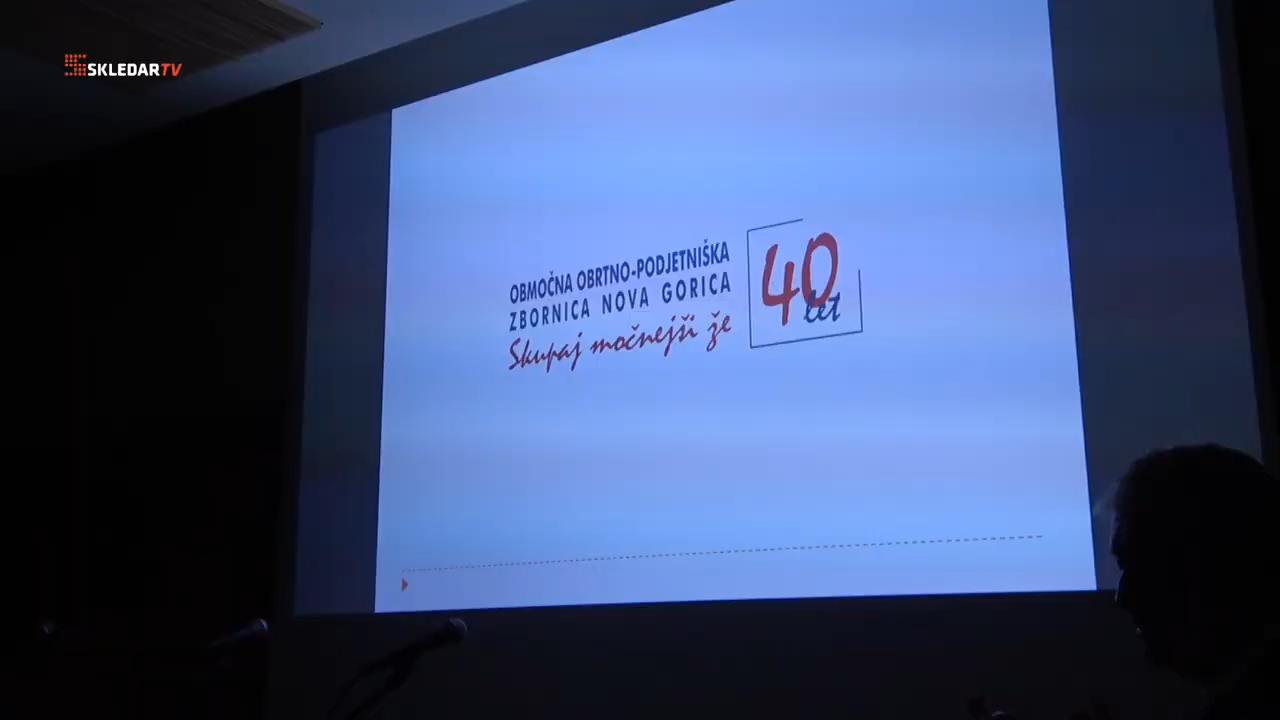 SKLEDARTV
OBMOČNA OBRTNO-PODJETNIŠKA
ZBORNICA NOVA GORICA
Skupaj močnejši že
40
let